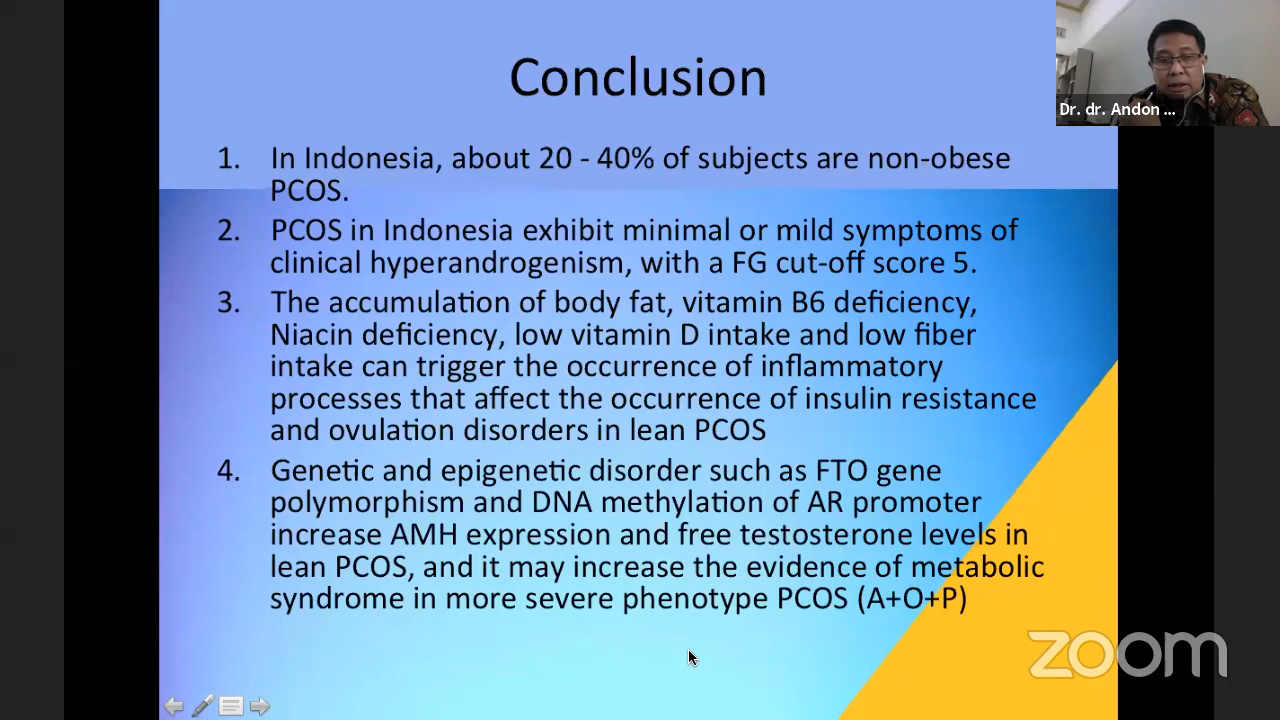 Conclusion
Dr. dr. Andon ...
1. In Indonesia, about 20 - 40% of subjects are non-obese
PCOS.
2. PCOS in Indonesia exhibit minimal or mild symptoms of
clinical hyperandrogenism, with a FG cut-off score 5.
3. The accumulation of body fat, vitamin B6 deficiency,
Niacin deficiency, low vitamin D intake and low fiber
intake can trigger the occurrence of inflammatory
processes that affect the occurrence of insulin resistance
and ovulation disorders in lean PCOS
4. Genetic and epigenetic disorder such as FTO gene
polymorphism and DNA methylation of AR promoter
increase AMH expression and free testosterone levels in
lean PCOS, and it may increase the evidence of metabolic
syndrome in more severe phenotype PCOS (A+O+P)
zoom